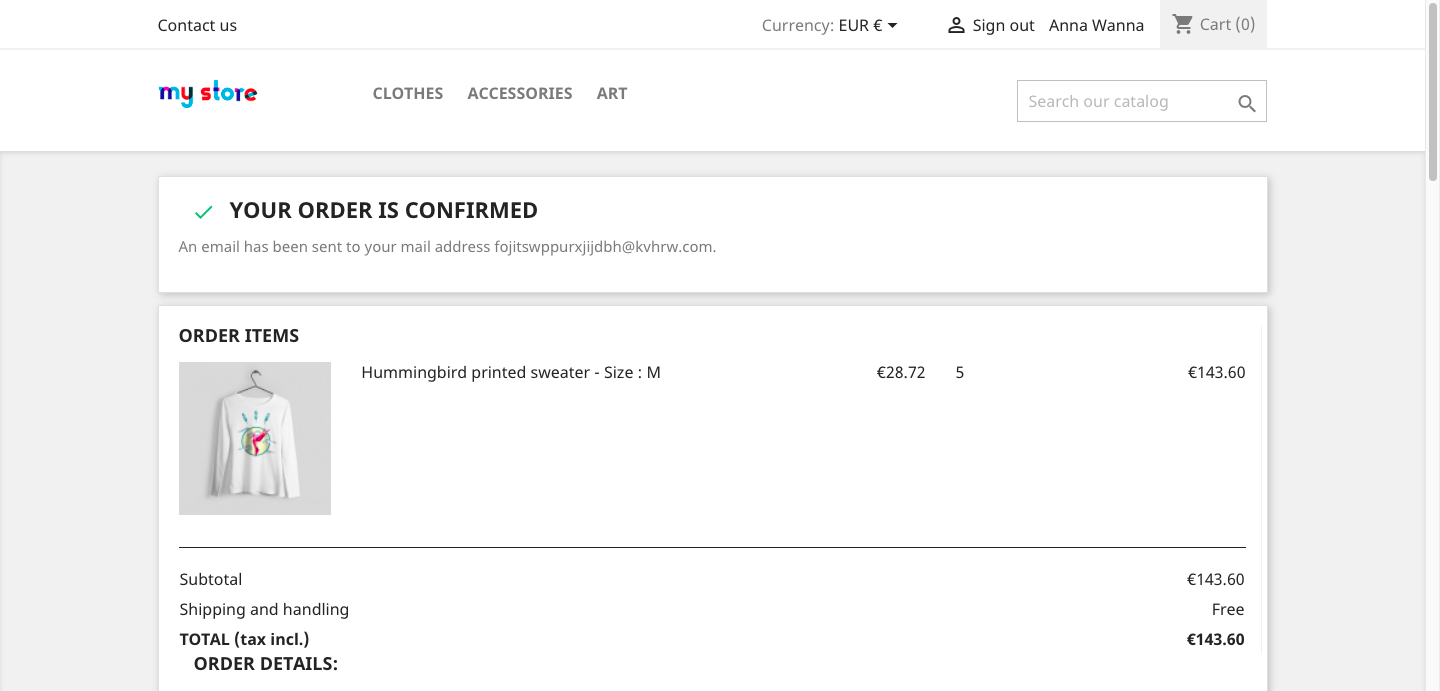 Contact us
Currency: EUR €
Sign out
Anna Wanna
Cart (0)
my store
CLOTHES
ACCESSORIES
ART
Search our catalog
YOUR ORDER IS CONFIRMED
An email has been sent to your mail address fojitswppurxjijdbh@kvhrw.com.
ORDER ITEMS
Hummingbird printed sweater - Size : M €28.72 5 €143.60
Subtotal €143.60
Shipping and handling Free
TOTAL (tax incl.) €143.60
ORDER DETAILS: